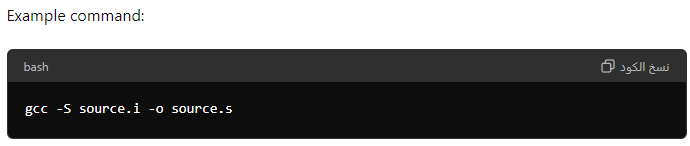 Example command:
bash
نسخ الكود
gcc -S source.i -o source.s